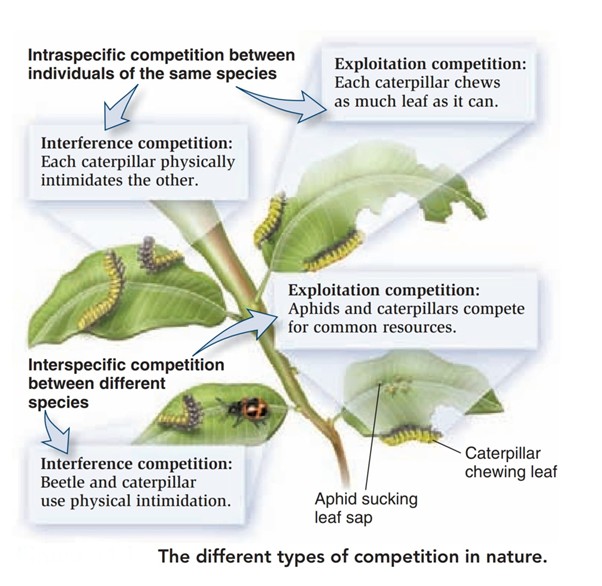 Intraspecific competition between
individuals of the same species
Exploitation competition:
Each caterpillar chews
as much leaf as it can.
Interference competition:
Each caterpillar physically
intimidates the other.
Exploitation competition:
Aphids and caterpillars compete
for common resources.
Interspecific competition
between different
species
Interference competition:
Beetle and caterpillar
use physical intimidation.
Caterpillar
chewing leaf
Aphid sucking
leaf sap
The different types of competition in nature.